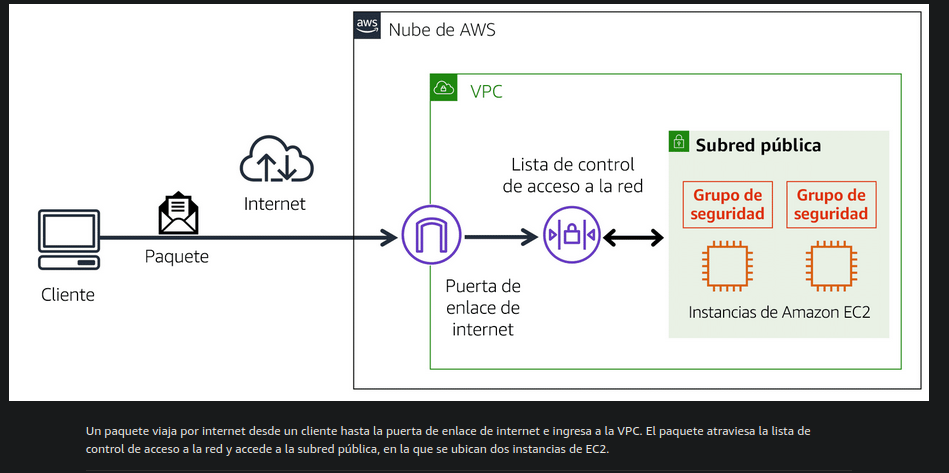 aws
Nube de AWS
VPC
Subred pública
Lista de control
de acceso a la red
Grupo de
seguridad
Grupo de
seguridad
Internet
Paquete
Cliente
Puerta de
enlace de
internet
Instancias de Amazon EC2
Un paquete viaja por internet desde un cliente hasta la puerta de enlace de internet e ingresa a la VPC. El paquete atraviesa la lista de
control de acceso a la red y accede a la subred pública, en la que se ubican dos instancias de EC2.